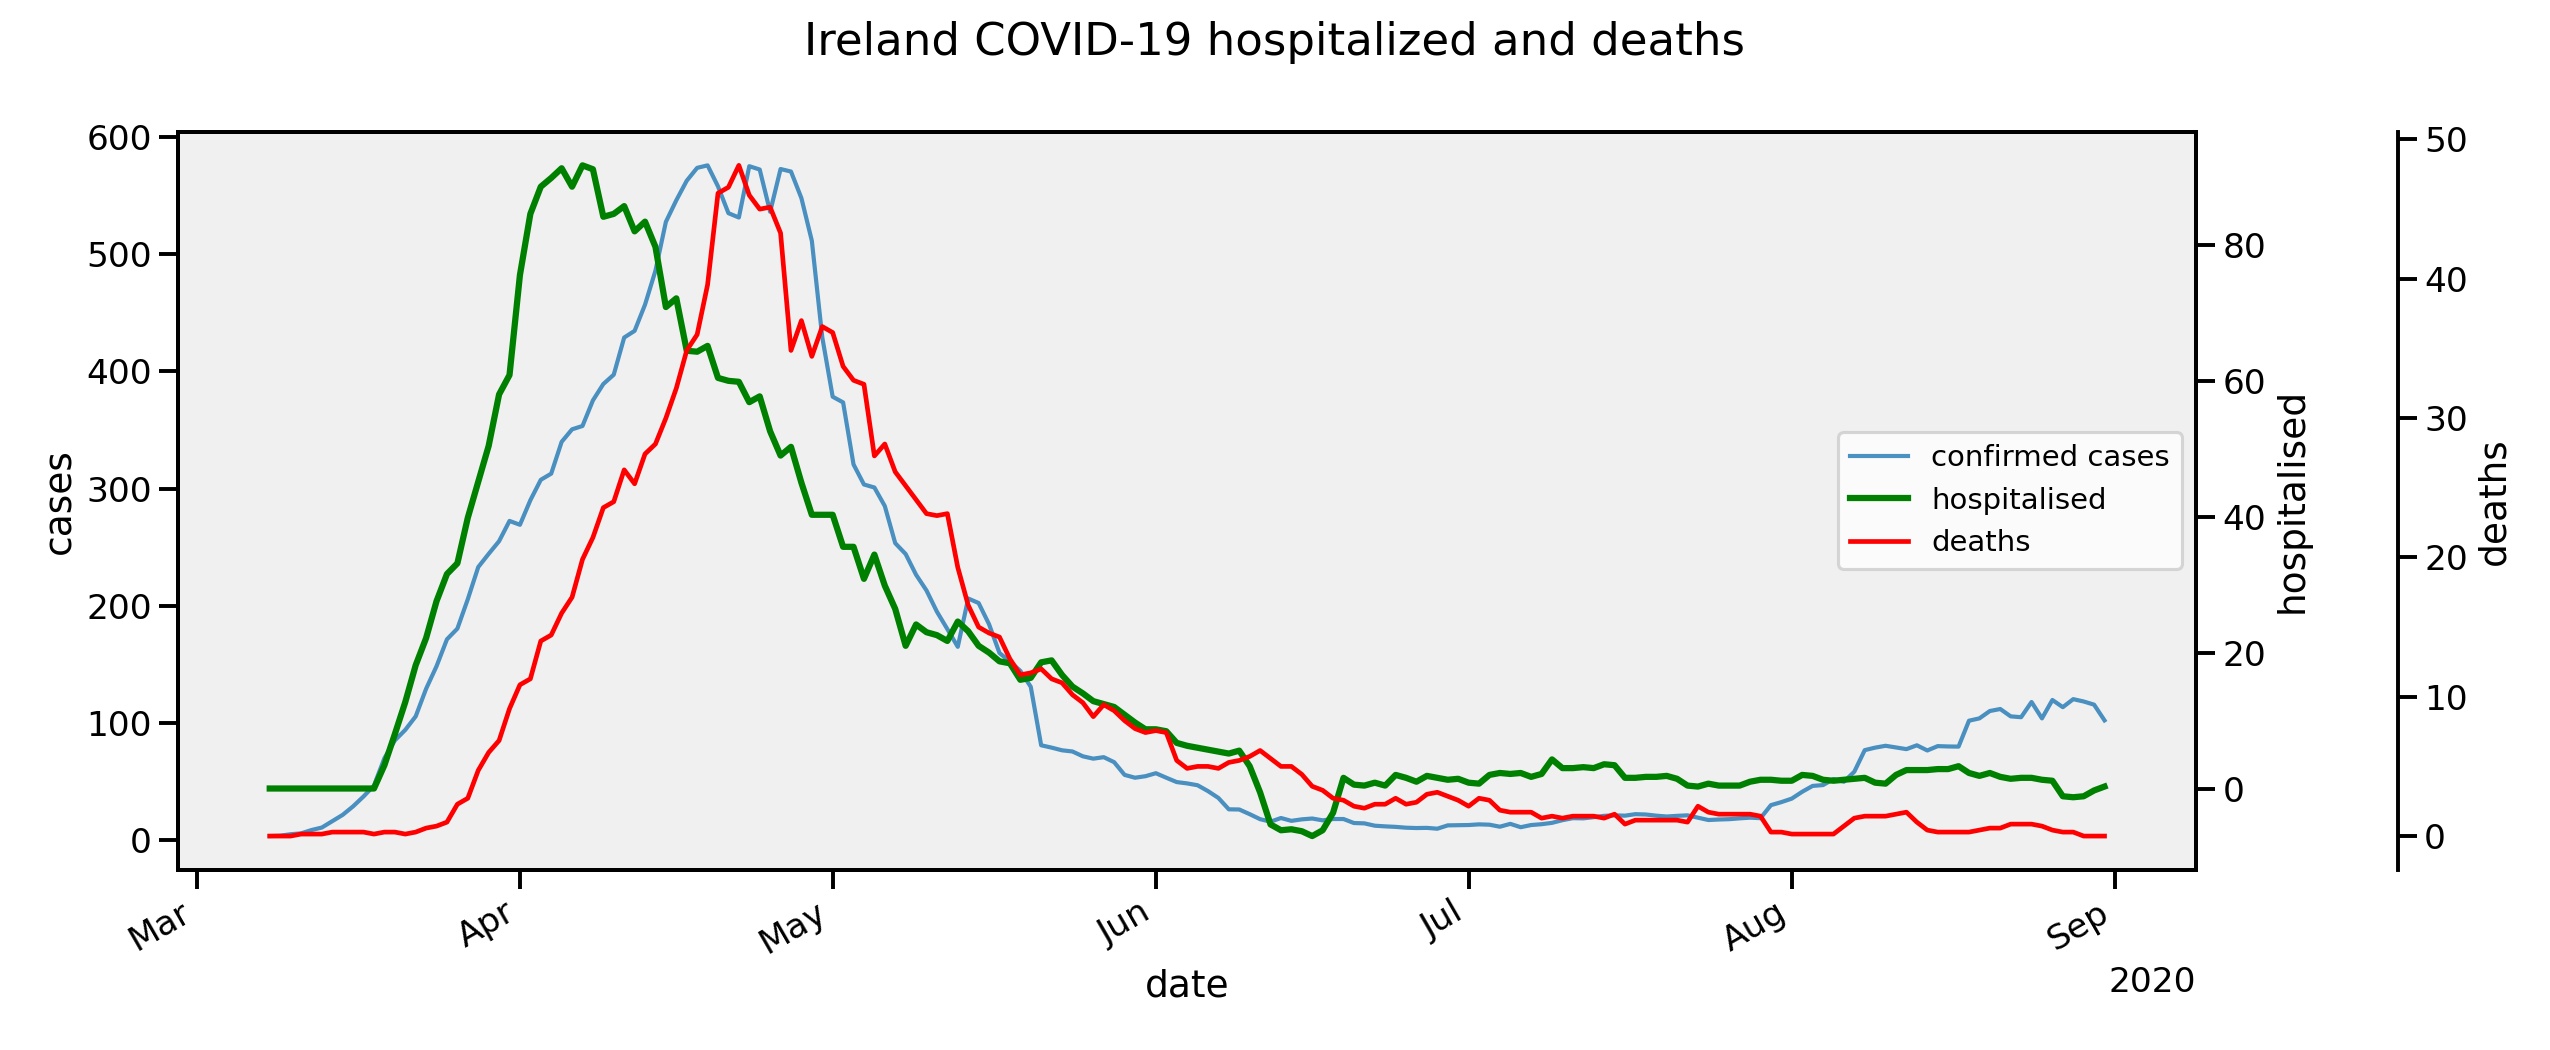 Ireland COVID-19 hospitalized and deaths
600
500
400
300
200
100
0
cases
80
60
40
20
0
hospitalised
50
40
30
20
10
0
deaths
confirmed cases
hospitalised
deaths
Mar
Apr
May
Jun
Jul
Aug
Sep
date
2020